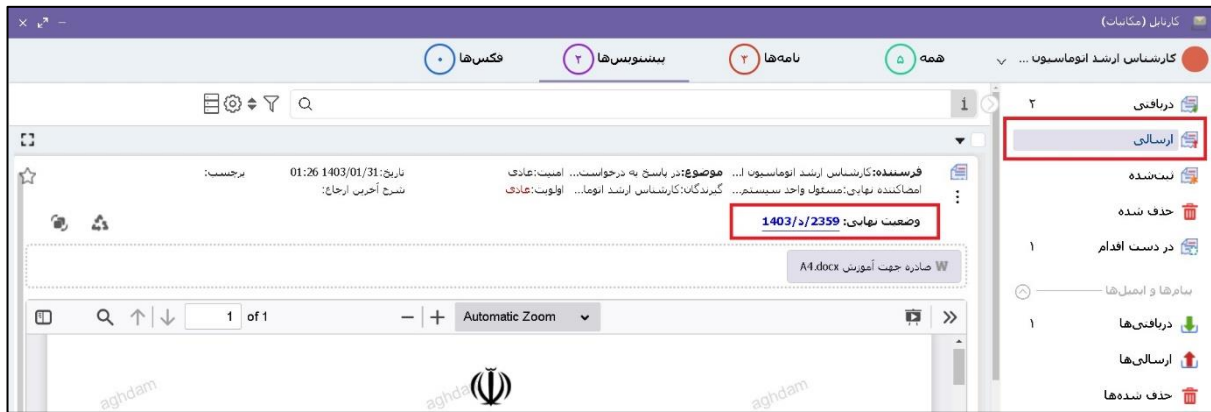 کارتابل (مکاتبات)
کارشناس ارشد اتوماسیون ...
همه ۵
نامه‌ها ۳
پیشنویس‌ها ۲
فکس‌ها ۰
دریافتی ۲
ارسالی
ثبت‌شده
حذف شده
در دست اقدام ۱
پیام‌ها و ایمیل‌ها
دریافتی‌ها ۱
ارسالی‌ها
حذف شده‌ها
فرستنده:کارشناس ارشد اتوماسیون ا... موضوع:در پاسخ به درخواست... امنیت:عادی تاریخ:1403/01/31 01:26 برچسب:
امضاکننده نهایی:مسئول واحد سیستم... گیرندگان:کارشناس ارشد اتوما... اولویت:عادی شرح آخرین ارجاع:
وضعیت نهایی: 1403/د/2359
صادره جهت آموزش A4.docx
1 of 1
Automatic Zoom
aghdam
aghda
aghdam